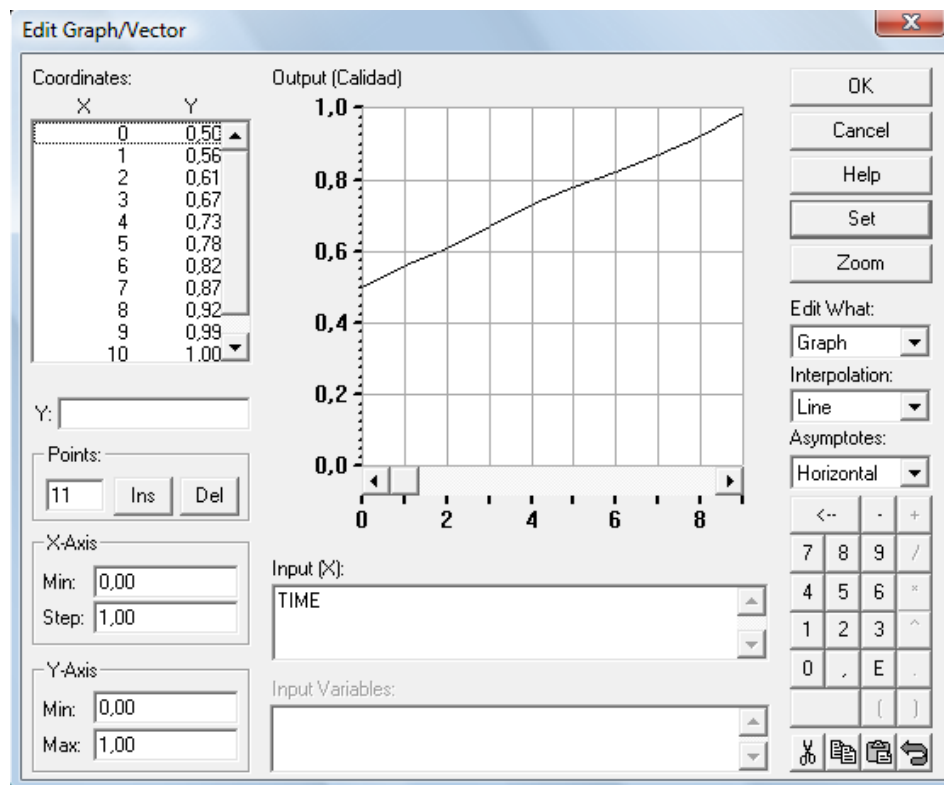 Edit Graph/Vector
Coordinates:
X Y
0 0,50
1 0,56
2 0,61
3 0,67
4 0,73
5 0,78
6 0,82
7 0,87
8 0,92
9 0,99
10 1,00
Y:
Points:
11 Ins Del
X-Axis
Min: 0,00
Step: 1,00
Y-Axis
Min: 0,00
Max: 1,00
Output (Calidad)
1,0
0,8
0,6
0,4
0,2
0,0
0 2 4 6 8
Input (X):
TIME
Input Variables:
OK
Cancel
Help
Set
Zoom
Edit What:
Graph
Interpolation:
Line
Asymptotes:
Horizontal
<-- - +
7 8 9 /
4 5 6 *
1 2 3 ^
0 , E .
( )